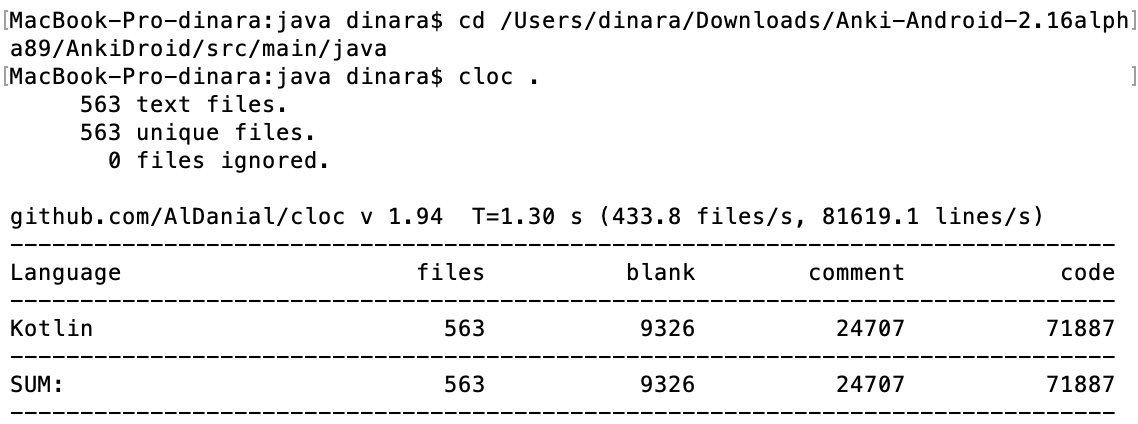 [MacBook-Pro-dinara:java dinara$ cd /Users/dinara/Downloads/Anki-Android-2.16alph]
a89/AnkiDroid/src/main/java
[MacBook-Pro-dinara:java dinara$ cloc . ]
563 text files.
563 unique files.
0 files ignored.
github.com/AlDanial/cloc v 1.94  T=1.30 s (433.8 files/s, 81619.1 lines/s)
-------------------------------------------------------------------------------
Language files blank comment code
-------------------------------------------------------------------------------
Kotlin 563 9326 24707 71887
-------------------------------------------------------------------------------
SUM: 563 9326 24707 71887
-------------------------------------------------------------------------------